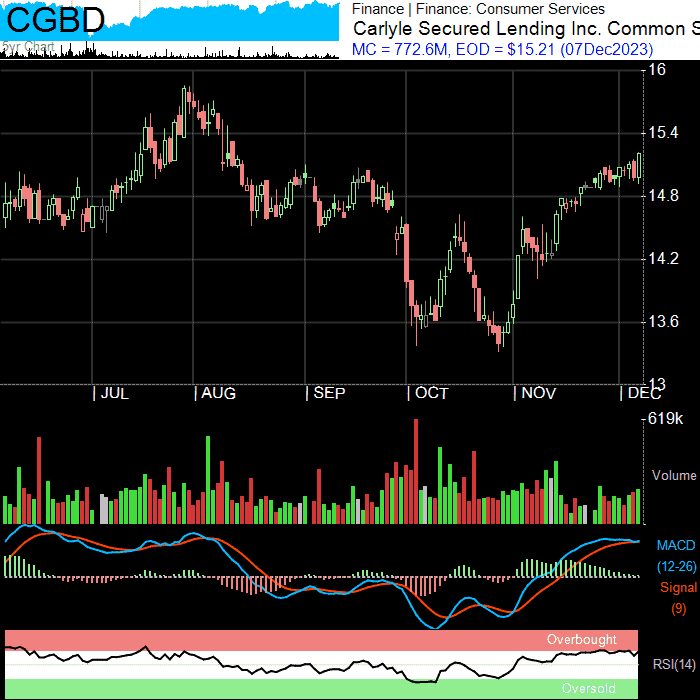 CGBD
5yr Chart
Finance | Finance: Consumer Services
Carlyle Secured Lending Inc. Common S
MC = 772.6M, EOD = $15.21 (07Dec2023)
16
15.4
14.8
14.2
13.6
13
JUL
AUG
SEP
OCT
NOV
DEC
619k
Volume
MACD
(12-26)
Signal
(9)
Overbought
RSI(14)
Oversold